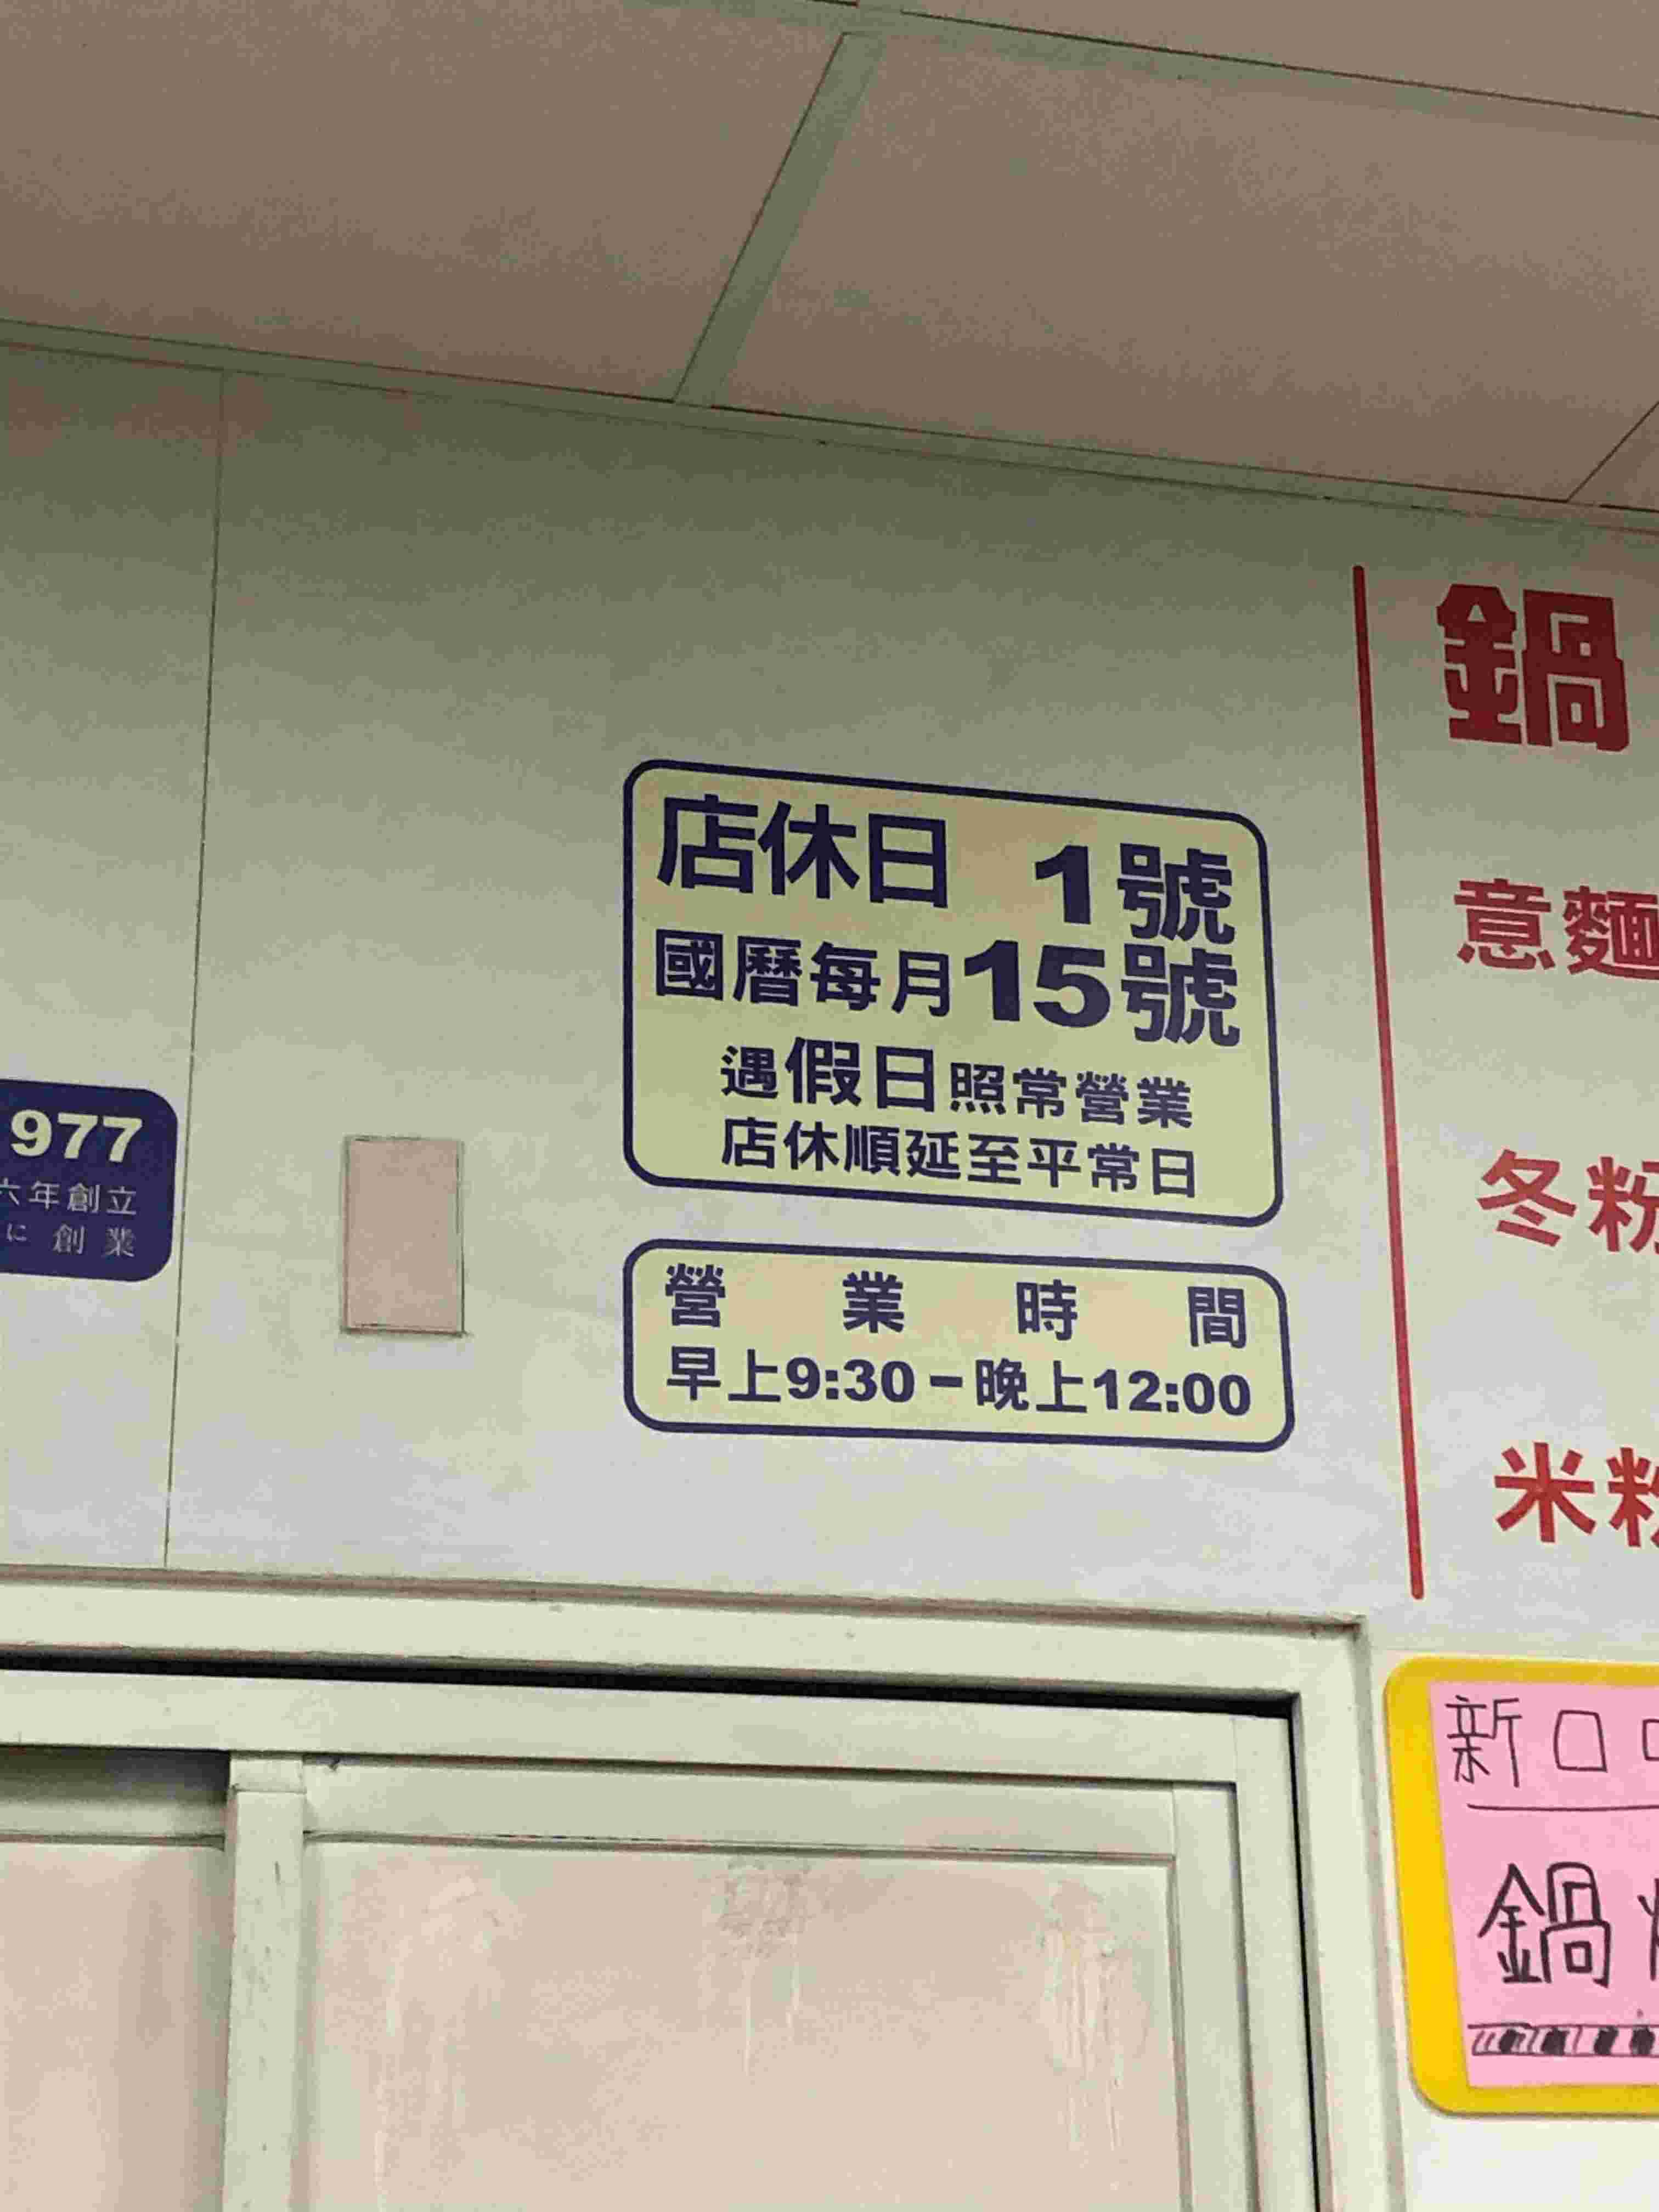 店休日 1號
國曆每月15號
遇假日照常營業
店休順延至平常日
營業時間
早上9:30-晚上12:00
977
六年創立
に創業
鍋
意麵
冬粉
米粉
新口
鍋